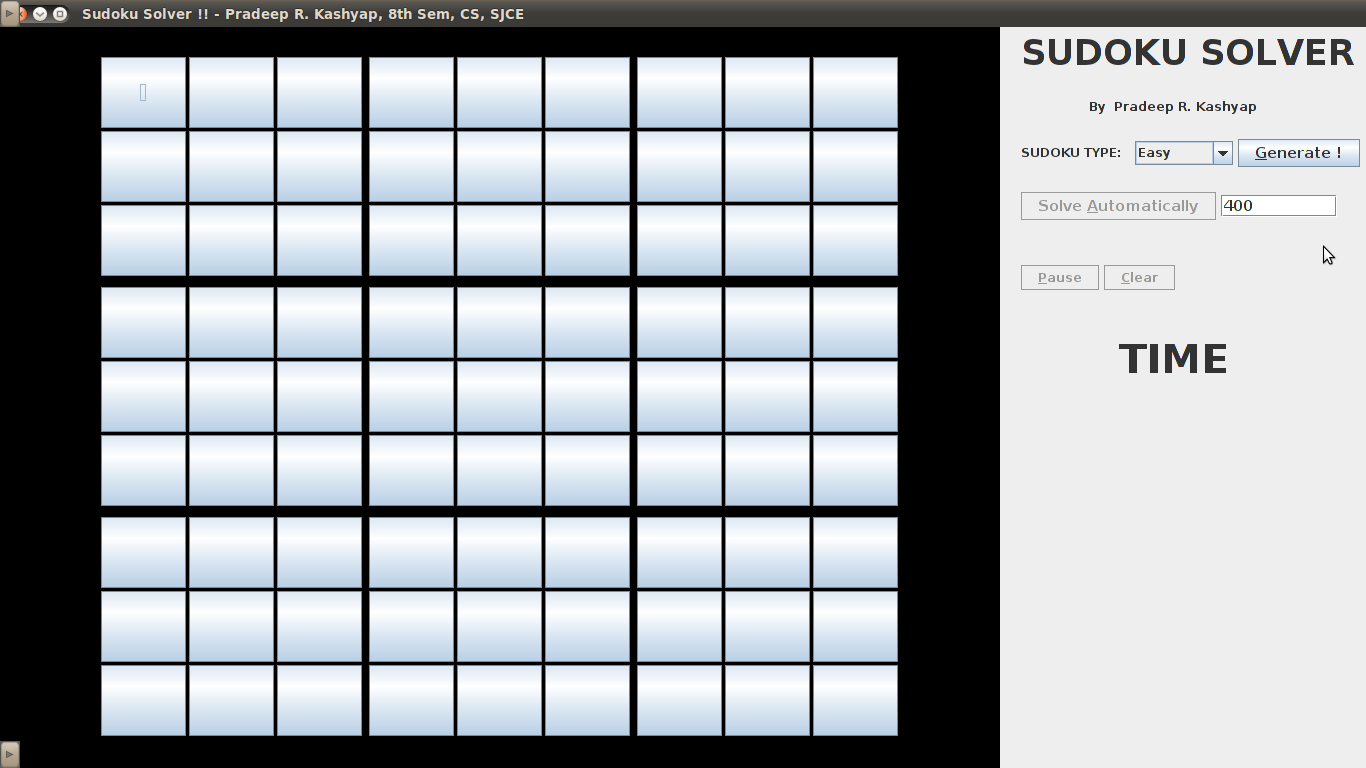 Sudoku Solver !! - Pradeep R. Kashyap, 8th Sem, CS, SJCE
SUDOKU SOLVER
By  Pradeep R. Kashyap
SUDOKU TYPE: Easy Generate !
Solve Automatically 400
Pause Clear
TIME